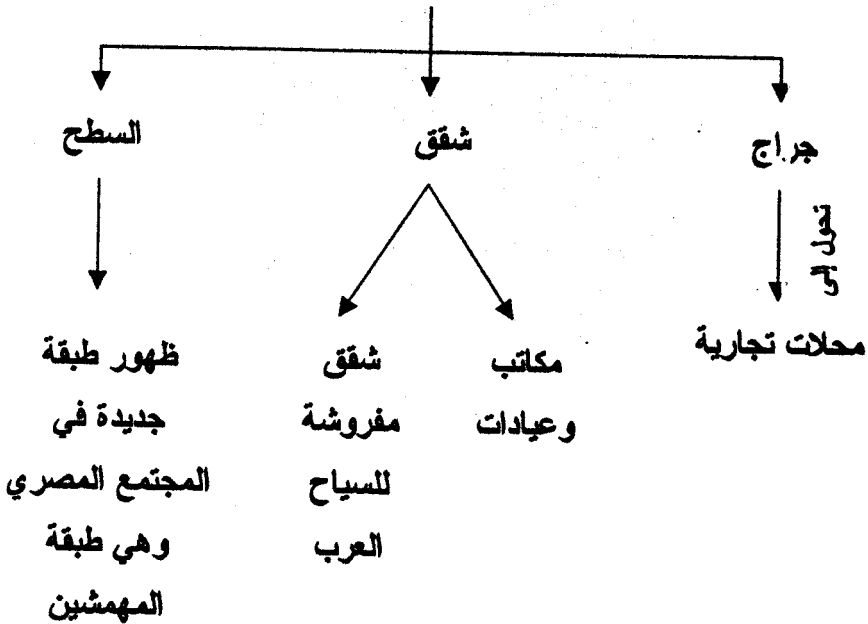 جراج
شقق
السطح
تحول إلى
محلات تجارية
مكاتب
وعيادات
شقق
مفروشة
للسياح
العرب
ظهور طبقة
جديدة في
المجتمع المصري
وهي طبقة
المهمشين